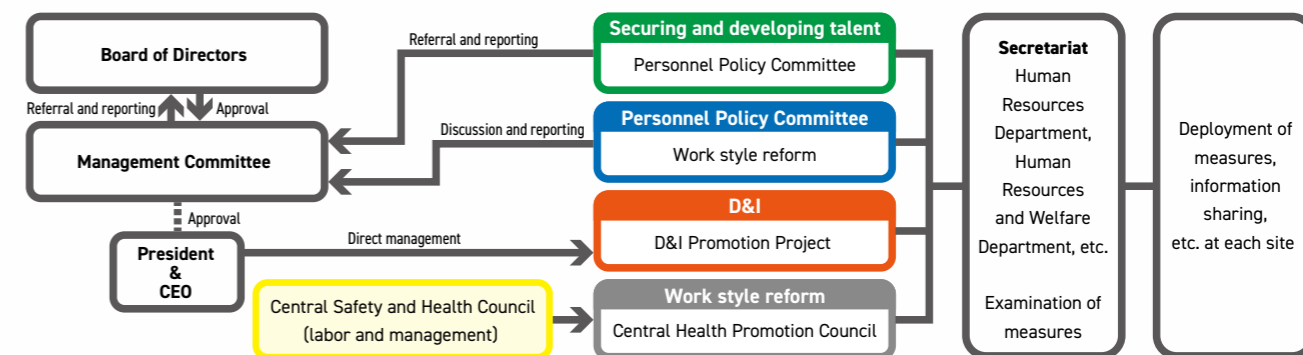 Board of Directors
Referral and reporting
Approval
Management Committee
Approval
President
&
CEO
Referral and reporting
Discussion and reporting
Direct management
Central Safety and Health Council
(labor and management)
Securing and developing talent
Personnel Policy Committee
Personnel Policy Committee
Work style reform
D&I
D&I Promotion Project
Work style reform
Central Health Promotion Council
Secretariat
Human
Resources
Department,
Human
Resources
and Welfare
Department, etc.
Examination of
measures
Deployment of
measures,
information
sharing,
etc. at each site